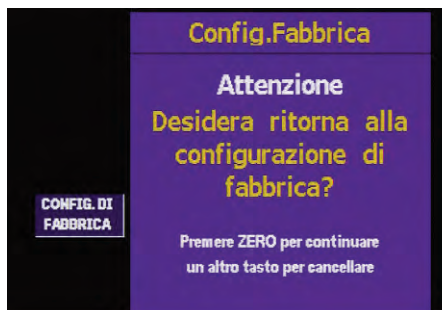 Config.Fabbrica
Attenzione
Desidera ritorna alla
configurazione di
fabbrica?
CONFIG. DI
FABBRICA
Premere ZERO per continuare
un altro tasto per cancellare